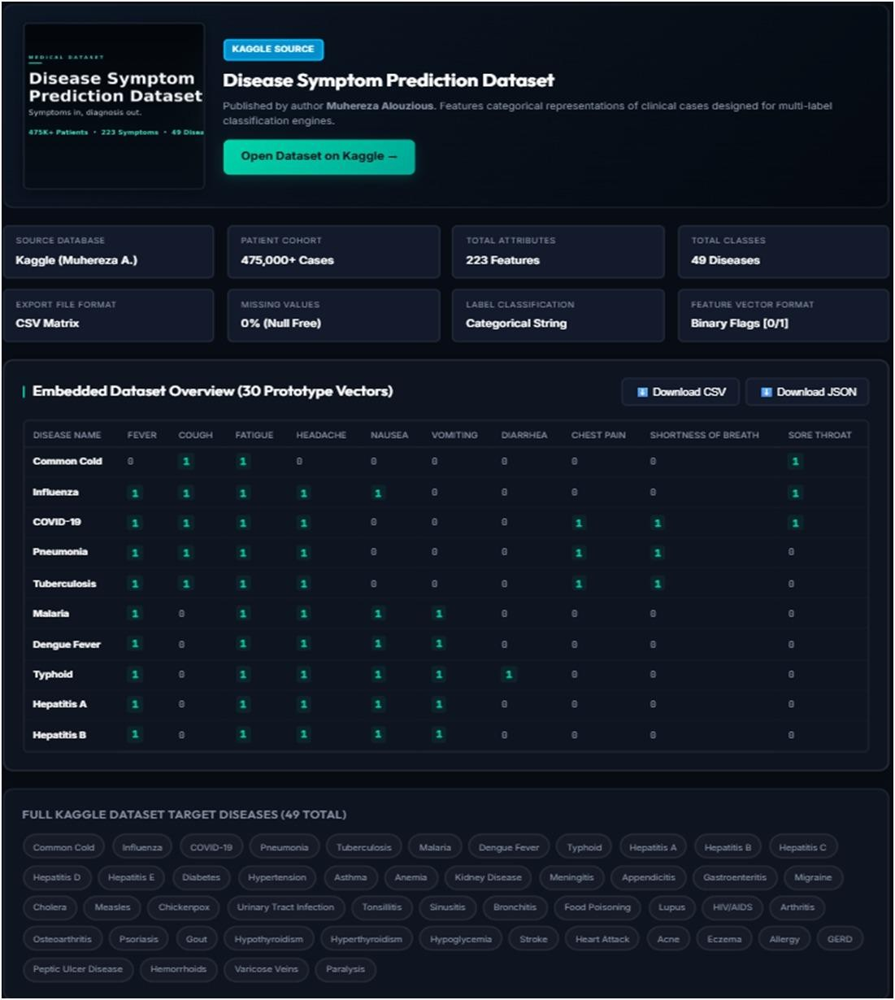 MEDICAL DATASET
Disease Symptom
Prediction Dataset
Symptoms in, diagnosis out.
475K+ Patients • 223 Symptoms • 49 Disea
KAGGLE SOURCE
Disease Symptom Prediction Dataset
Published by author Muhereza Alouzious. Features categorical representations of clinical cases designed for multi-label
classification engines.
Open Dataset on Kaggle →
SOURCE DATABASE
Kaggle (Muhereza A.)
PATIENT COHORT
475,000+ Cases
TOTAL ATTRIBUTES
223 Features
TOTAL CLASSES
49 Diseases
EXPORT FILE FORMAT
CSV Matrix
MISSING VALUES
0% (Null Free)
LABEL CLASSIFICATION
Categorical String
FEATURE VECTOR FORMAT
Binary Flags [0/1]
Embedded Dataset Overview (30 Prototype Vectors)
Download CSV
Download JSON
DISEASE NAME FEVER COUGH FATIGUE HEADACHE NAUSEA VOMITING DIARRHEA CHEST PAIN SHORTNESS OF BREATH SORE THROAT
Common Cold 0 1 1 0 0 0 0 0 0 1
Influenza 1 1 1 1 1 0 0 0 0 1
COVID-19 1 1 1 1 0 0 0 1 1 1
Pneumonia 1 1 1 1 0 0 0 1 1 0
Tuberculosis 1 1 1 1 0 0 0 1 1 0
Malaria 1 0 1 1 1 1 0 0 0 0
Dengue Fever 1 0 1 1 1 1 0 0 0 0
Typhoid 1 0 1 1 1 1 1 0 0 0
Hepatitis A 1 0 1 1 1 1 0 0 0 0
Hepatitis B 1 0 1 1 1 1 0 0 0 0
FULL KAGGLE DATASET TARGET DISEASES (49 TOTAL)
Common Cold Influenza COVID-19 Pneumonia Tuberculosis Malaria Dengue Fever Typhoid Hepatitis A Hepatitis B Hepatitis C
Hepatitis D Hepatitis E Diabetes Hypertension Asthma Anemia Kidney Disease Meningitis Appendicitis Gastroenteritis Migraine
Cholera Measles Chickenpox Urinary Tract Infection Tonsillitis Sinusitis Bronchitis Food Poisoning Lupus HIV/AIDS Arthritis
Osteoarthritis Psoriasis Gout Hypothyroidism Hyperthyroidism Hypoglycemia Stroke Heart Attack Acne Eczema Allergy GERD
Peptic Ulcer Disease Hemorrhoids Varicose Veins Paralysis